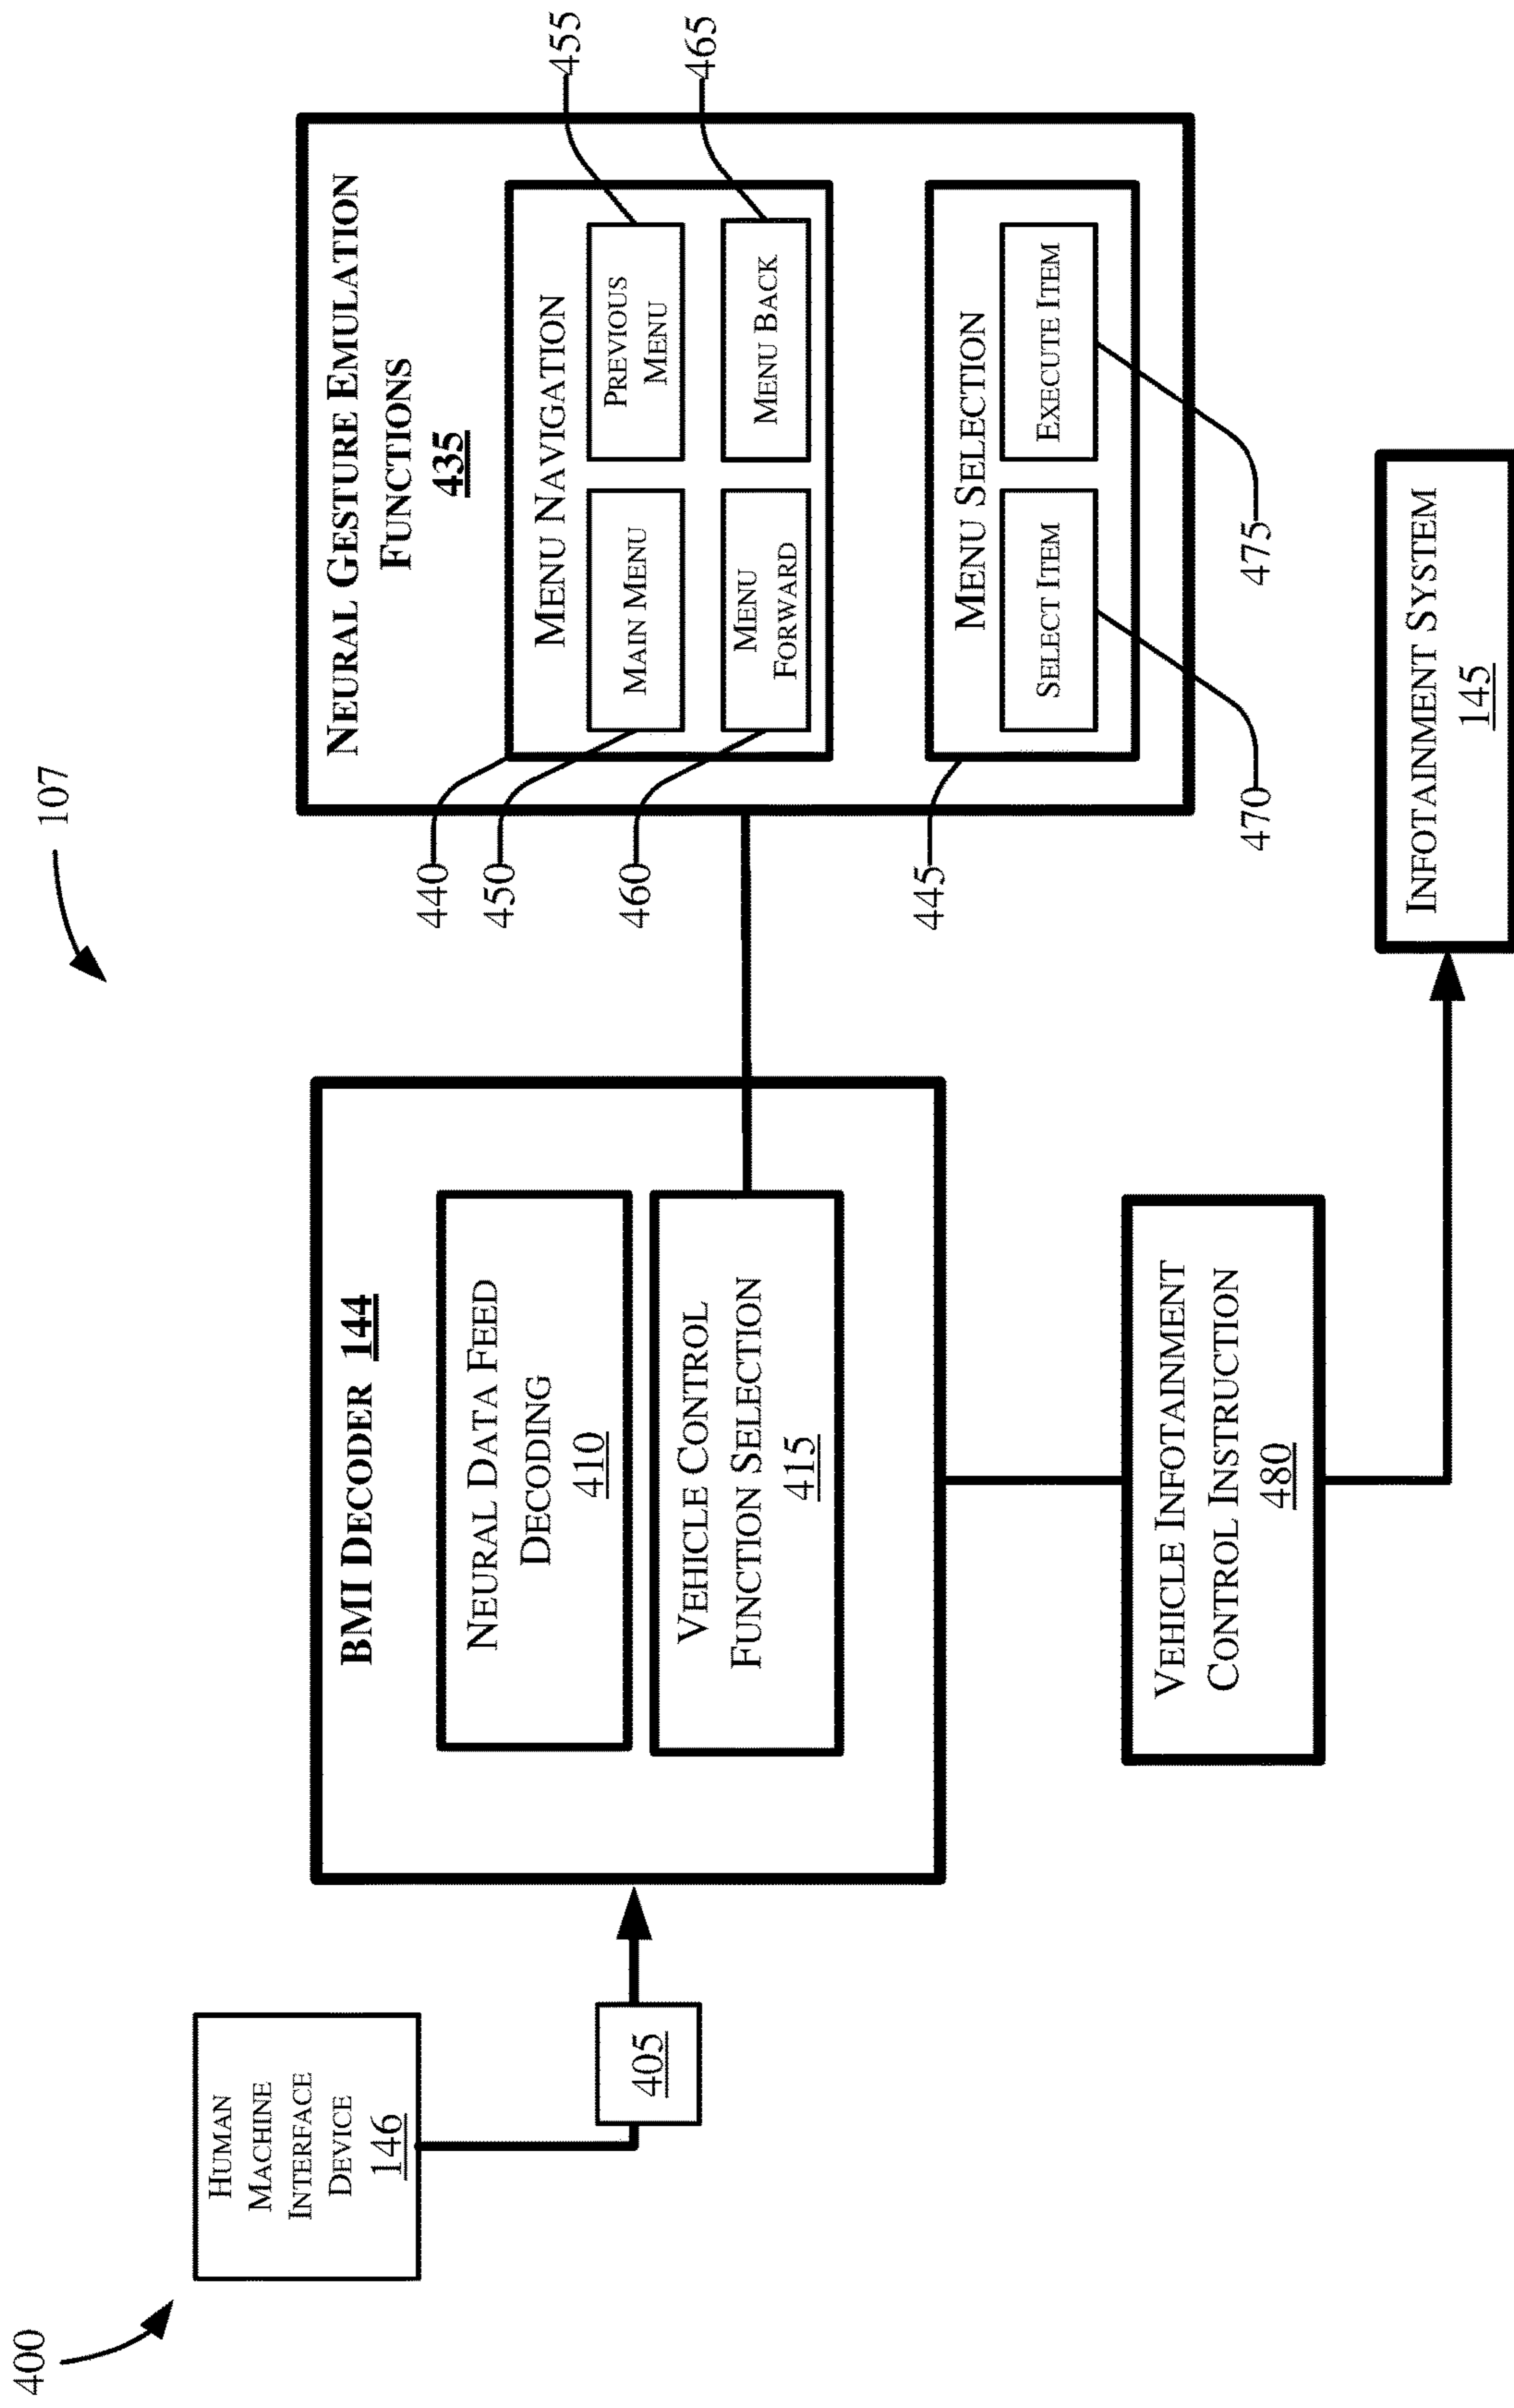 400
107
HUMAN
MACHINE
INTERFACE
DEVICE
146
405
BMI DECODER 144
NEURAL DATA FEED
DECODING
410
VEHICLE CONTROL
FUNCTION SELECTION
415
NEURAL GESTURE EMULATION
FUNCTIONS
435
440
MENU NAVIGATION
450
MAIN MENU
455
PREVIOUS
MENU
460
MENU
FORWARD
465
MENU BACK
445
MENU SELECTION
SELECT ITEM
470
EXECUTE ITEM
475
VEHICLE INFOTAINMENT
CONTROL INSTRUCTION
480
INFOTAINMENT SYSTEM
145